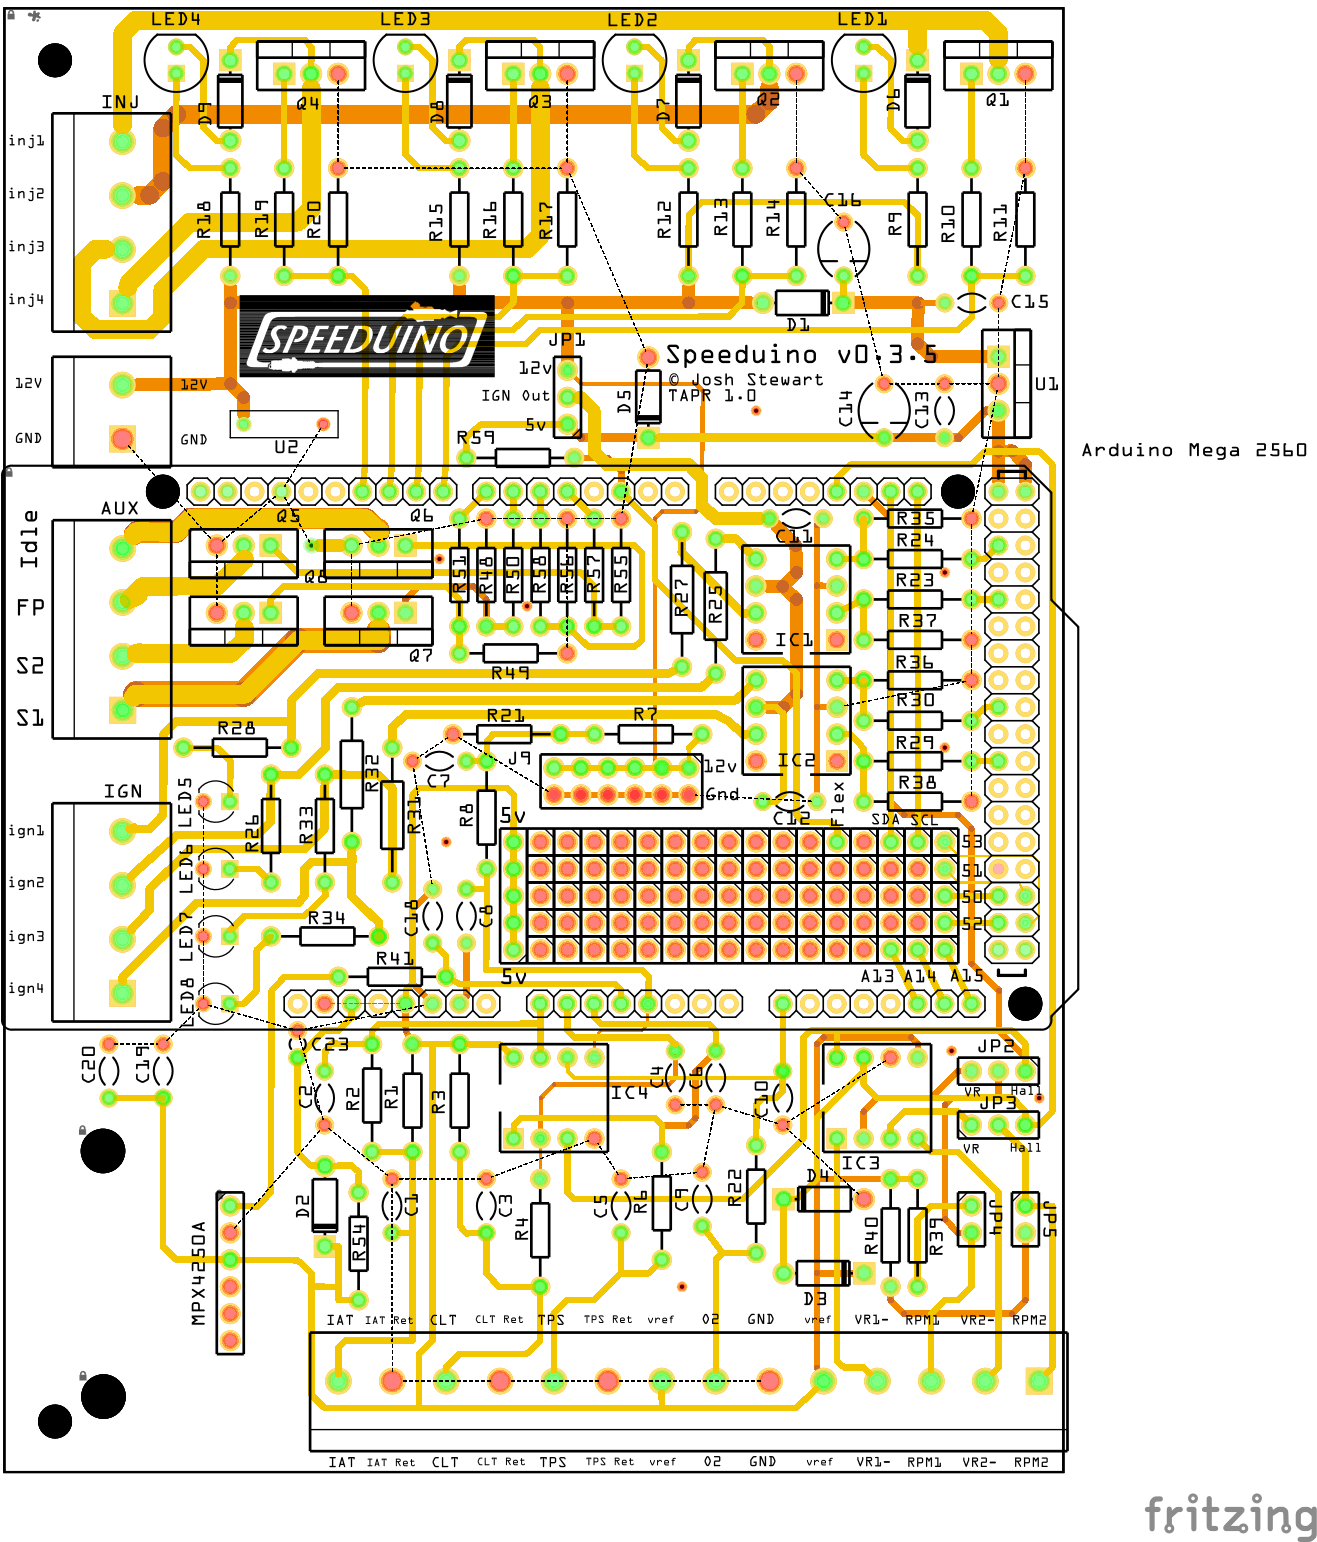 LED4 LED3 LED2 LED1
INJ D9 Q4 D8 Q3 D7 Q2 D6 Q1
inj1
inj2
inj3
inj4
R18 R19 R20 R15 R16 R17 R12 R13 R14 C16 R9 R10 R11
D1 C15
SPEEDUINO
JP1
12v
IGN Out
5v
Speeduino v0.3.5
© Josh Stewart
TAPR 1.0
D5 C14 C13 U1
12V 12V
GND GND
U2
R59
Arduino Mega 2560
AUX Q5 Q6
Idle
FP
S2
S1
Q8
Q7
R51 R48 R50 R58 R56 R57 R55
R49
R27 R25
C11
IC1
IC2
R35
R24
R23
R37
R36
R30
R29
R38
R28 R32 R21 R7
C7 J9 12v
Gnd
C12 Flex SDA SCL
IGN
ign1
ign2
ign3
ign4
LED5
LED6
LED7
LED8
R26 R33 R31 R8
5v
53
51
50
52
R34 C18 C8
R41
5v A13 A14 A15
C20 C19 C23
C2 R2 R1 R3
IC4 C4 C6 C10
IC3
JP2
VR Hall
JP3
VR Hall
MPX4250A
D2 R54 C1 C3 R4 C5 R6 C9 R22 D4 D3 R40 R39 JP4 JP5
IAT IAT Ret CLT CLT Ret TPS TPS Ret vref O2 GND vref VR1- RPM1 VR2- RPM2
IAT IAT Ret CLT CLT Ret TPS TPS Ret vref O2 GND vref VR1- RPM1 VR2- RPM2
fritzing